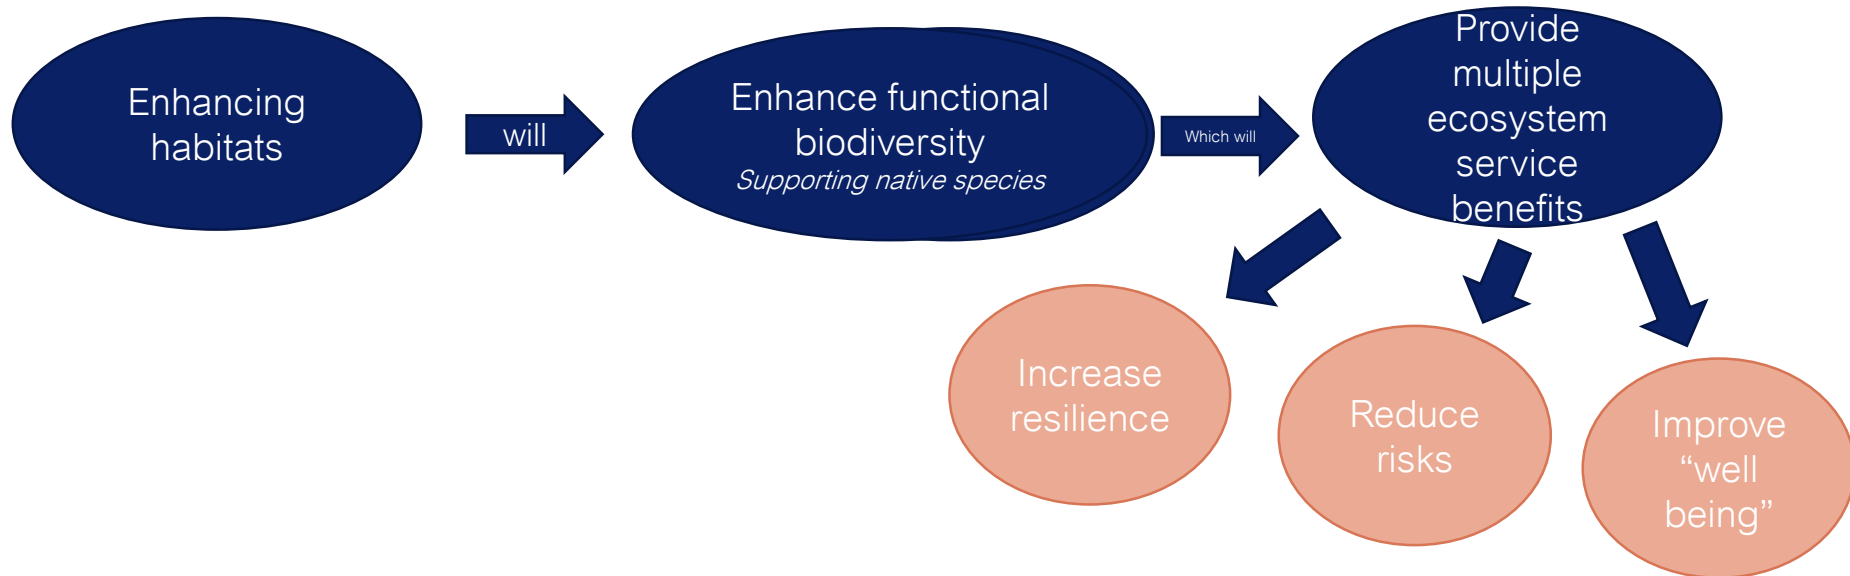 Enhancing
habitats
will
Enhance functional
biodiversity
Supporting native species
Which will
Provide
multiple
ecosystem
service
benefits
Increase
resilience
Reduce
risks
Improve
“well
being”